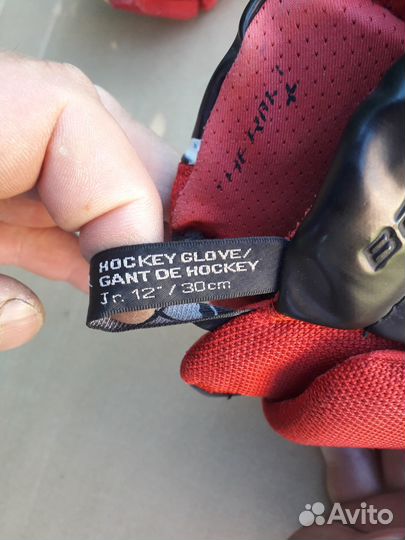 HOCKEY GLOVE/
GANT DE HOCKEY
Jr. 12" / 30cm
Avito